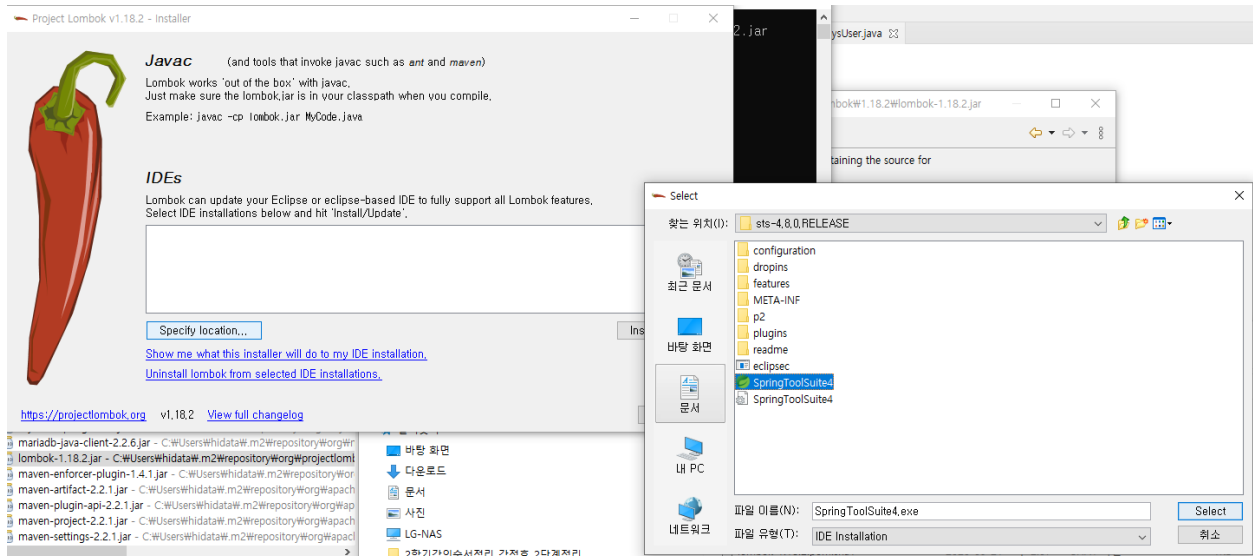 Project Lombok v1.18.2 - Installer
Javac (and tools that invoke javac such as ant and maven)
Lombok works 'out of the box' with javac.
Just make sure the lombok.jar is in your classpath when you compile.
Example: javac -cp lombok.jar MyCode.java
IDEs
Lombok can update your Eclipse or eclipse-based IDE to fully support all Lombok features.
Select IDE installations below and hit 'Install/Update'.
Specify location...
Ins
Show me what this installer will do to my IDE installation.
Uninstall lombok from selected IDE installations.
https://projectlombok.org v1.18.2 View full changelog
2.jar
ysUser.java
mbok₩1.18.2₩lombok-1.18.2.jar
taining the source for
Select
찾는 위치(I):
sts-4.8.0.RELEASE
최근 문서
바탕 화면
문서
내 PC
네트워크
configuration
dropins
features
META-INF
p2
plugins
readme
eclipsec
SpringToolSuite4
SpringToolSuite4
파일 이름(N): SpringToolSuite4.exe
Select
파일 유형(T): IDE Installation
취소
mariadb-java-client-2.2.6.jar - C:₩Users₩hidata₩.m2₩repository₩org₩r
lombok-1.18.2.jar - C:₩Users₩hidata₩.m2₩repository₩org₩projectlomb
maven-enforcer-plugin-1.4.1.jar - C:₩Users₩hidata₩.m2₩repository₩or
maven-artifact-2.2.1.jar - C:₩Users₩hidata₩.m2₩repository₩org₩apach
maven-plugin-api-2.2.1.jar - C:₩Users₩hidata₩.m2₩repository₩org₩ap
maven-project-2.2.1.jar - C:₩Users₩hidata₩.m2₩repository₩org₩apach
maven-settings-2.2.1.jar - C:₩Users₩hidata₩.m2₩repository₩org₩apacl
바탕 화면
다운로드
문서
사진
LG-NAS